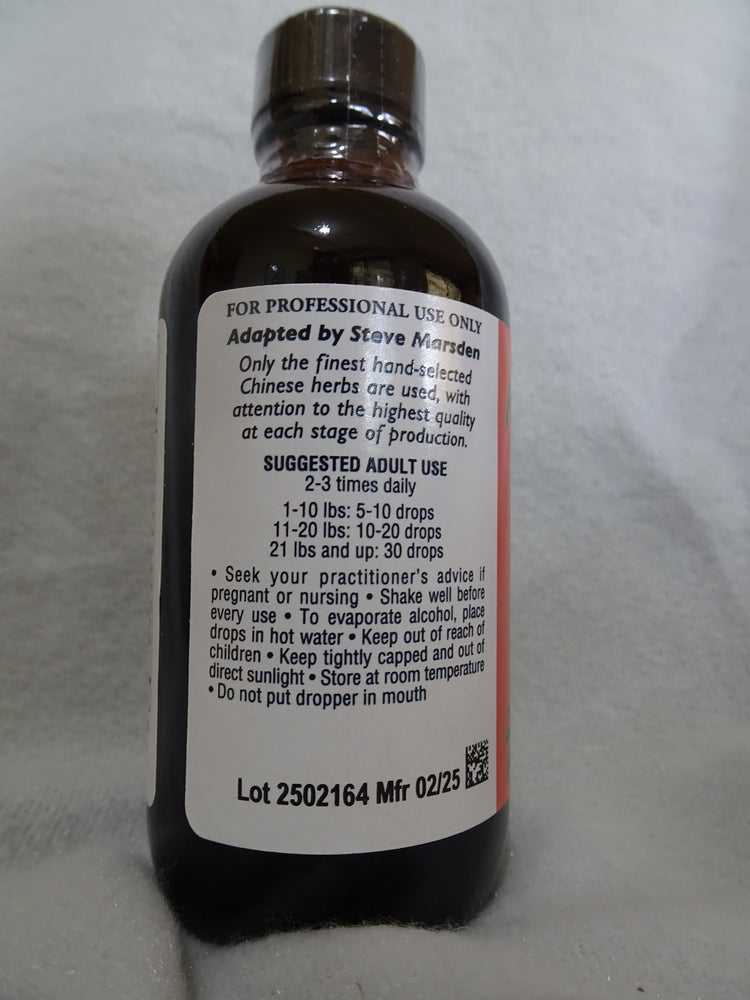 FOR PROFESSIONAL USE ONLY
Adapted by Steve Marsden
Only the finest hand-selected
Chinese herbs are used, with
attention to the highest quality
at each stage of production.
SUGGESTED ADULT USE
2-3 times daily
1-10 lbs: 5-10 drops
11-20 lbs: 10-20 drops
21 lbs and up: 30 drops
• Seek your practitioner's advice if
pregnant or nursing • Shake well before
every use • To evaporate alcohol, place
drops in hot water • Keep out of reach of
children • Keep tightly capped and out of
direct sunlight • Store at room temperature
• Do not put dropper in mouth
Lot 2502164 Mfr 02/25